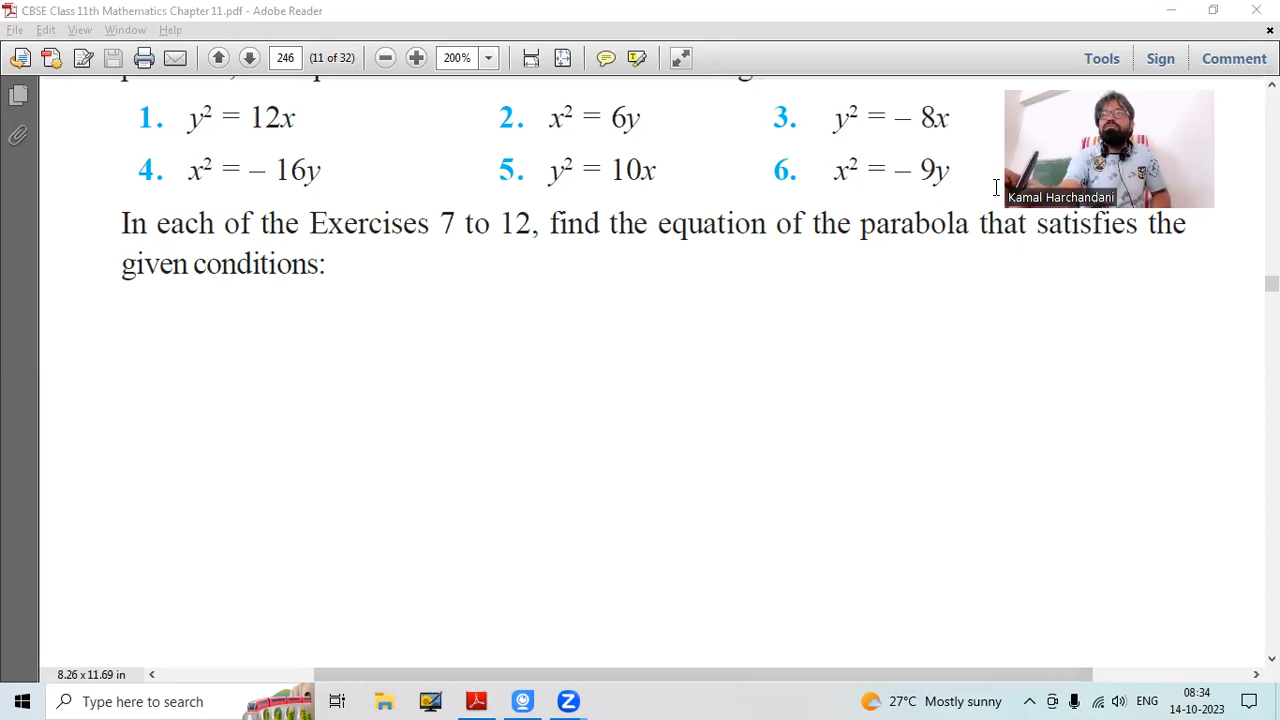 CBSE Class 11th Mathematics Chapter 11.pdf - Adobe Reader
File Edit View Window Help
246 (11 of 32) 200% Tools Sign Comment
1. y² = 12x 2. x² = 6y 3. y² = – 8x
4. x² = – 16y 5. y² = 10x 6. x² = – 9y
Kamal Harchandani
In each of the Exercises 7 to 12, find the equation of the parabola that satisfies the
given conditions:
8.26 x 11.69 in
Type here to search 27°C Mostly sunny ENG 08:34
14-10-2023